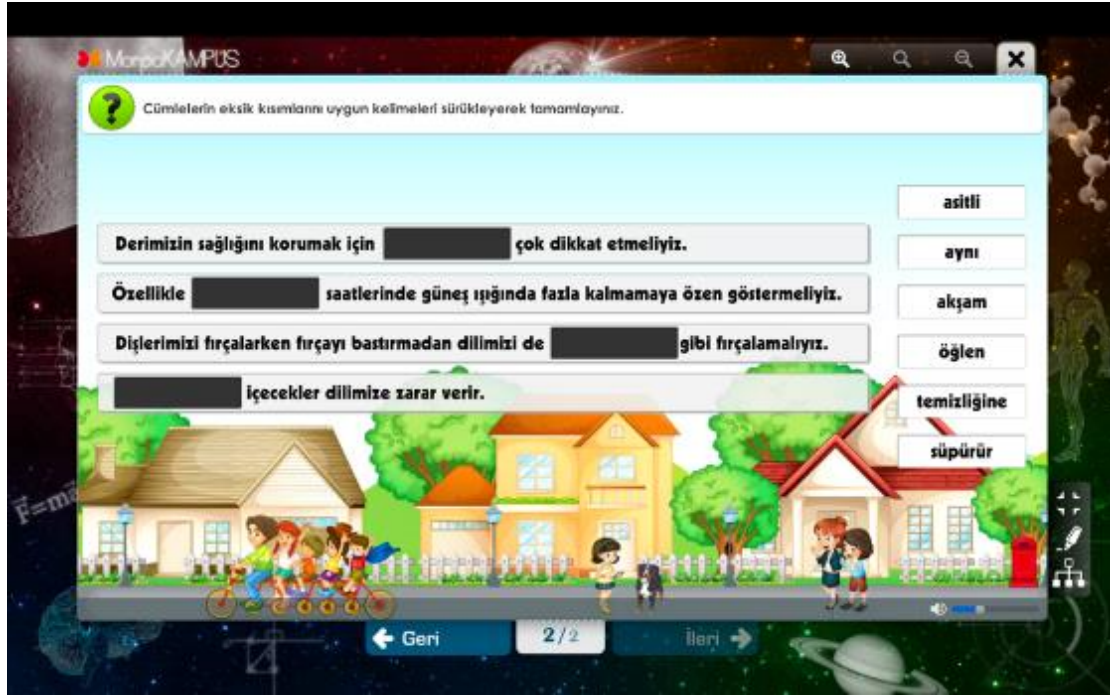 MorpaKAMPUS
Cümlelerin eksik kısımlarını uygun kelimeleri sürükleyerek tamamlayınız.
asitli
Derimizin sağlığını korumak için çok dikkat etmeliyiz.
aynı
Özellikle saatlerinde güneş ışığında fazla kalmamaya özen göstermeliyiz.
akşam
Dişlerimizi fırçalarken fırçayı bastırmadan dilimizi de gibi fırçalamalıyız.
öğlen
içecekler dilimize zarar verir.
temizliğine
süpürür
Geri
2/2
İleri